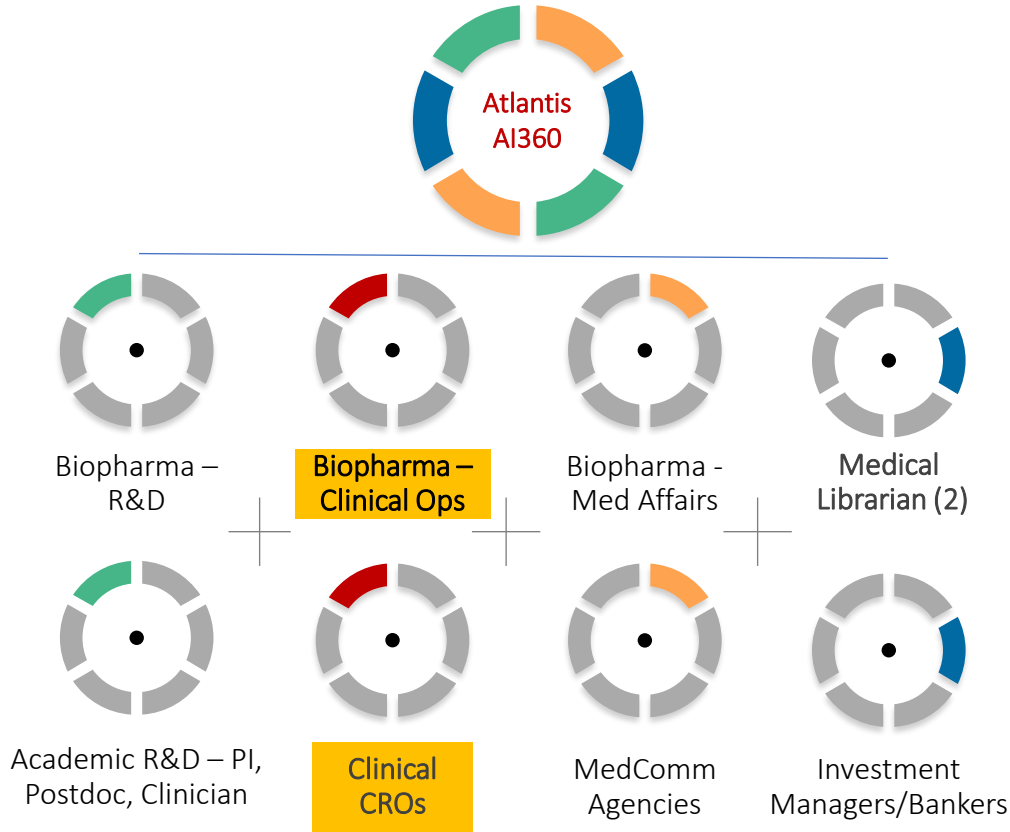 Atlantis
AI360
Biopharma –
R&D
Biopharma –
Clinical Ops
Biopharma -
Med Affairs
Medical
Librarian (2)
Academic R&D – PI,
Postdoc, Clinician
Clinical
CROs
MedComm
Agencies
Investment
Managers/Bankers